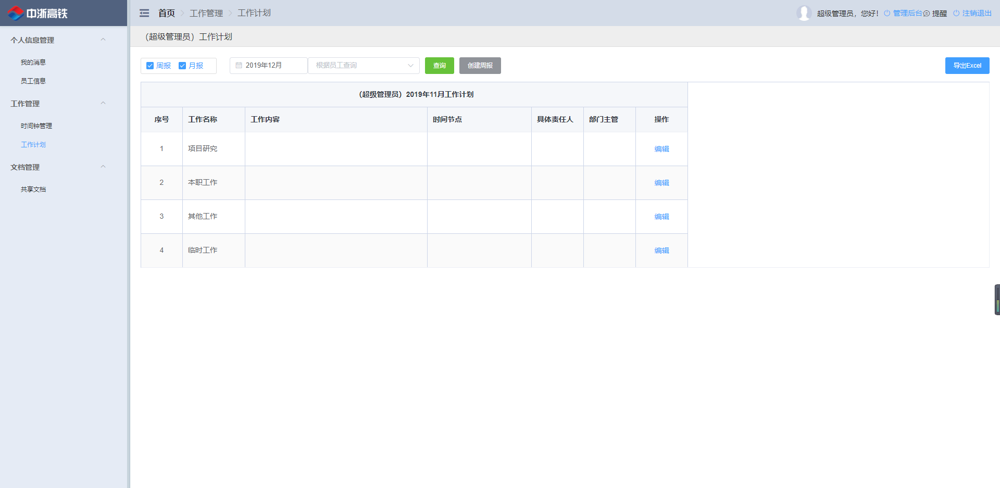 中浙高铁
首页 工作管理 工作计划
超级管理员，您好！ 管理后台 提醒 注销退出
个人信息管理
我的消息
员工信息
工作管理
时间钟管理
工作计划
文档管理
共享文档
（超级管理员）工作计划
周报 月报 2019年12月 根据员工查询 查询 创建周报 导出Excel
（超级管理员）2019年11月工作计划
序号 工作名称 工作内容 时间节点 具体责任人 部门主管 操作
1 项目研究 编辑
2 本职工作 编辑
3 其他工作 编辑
4 临时工作 编辑